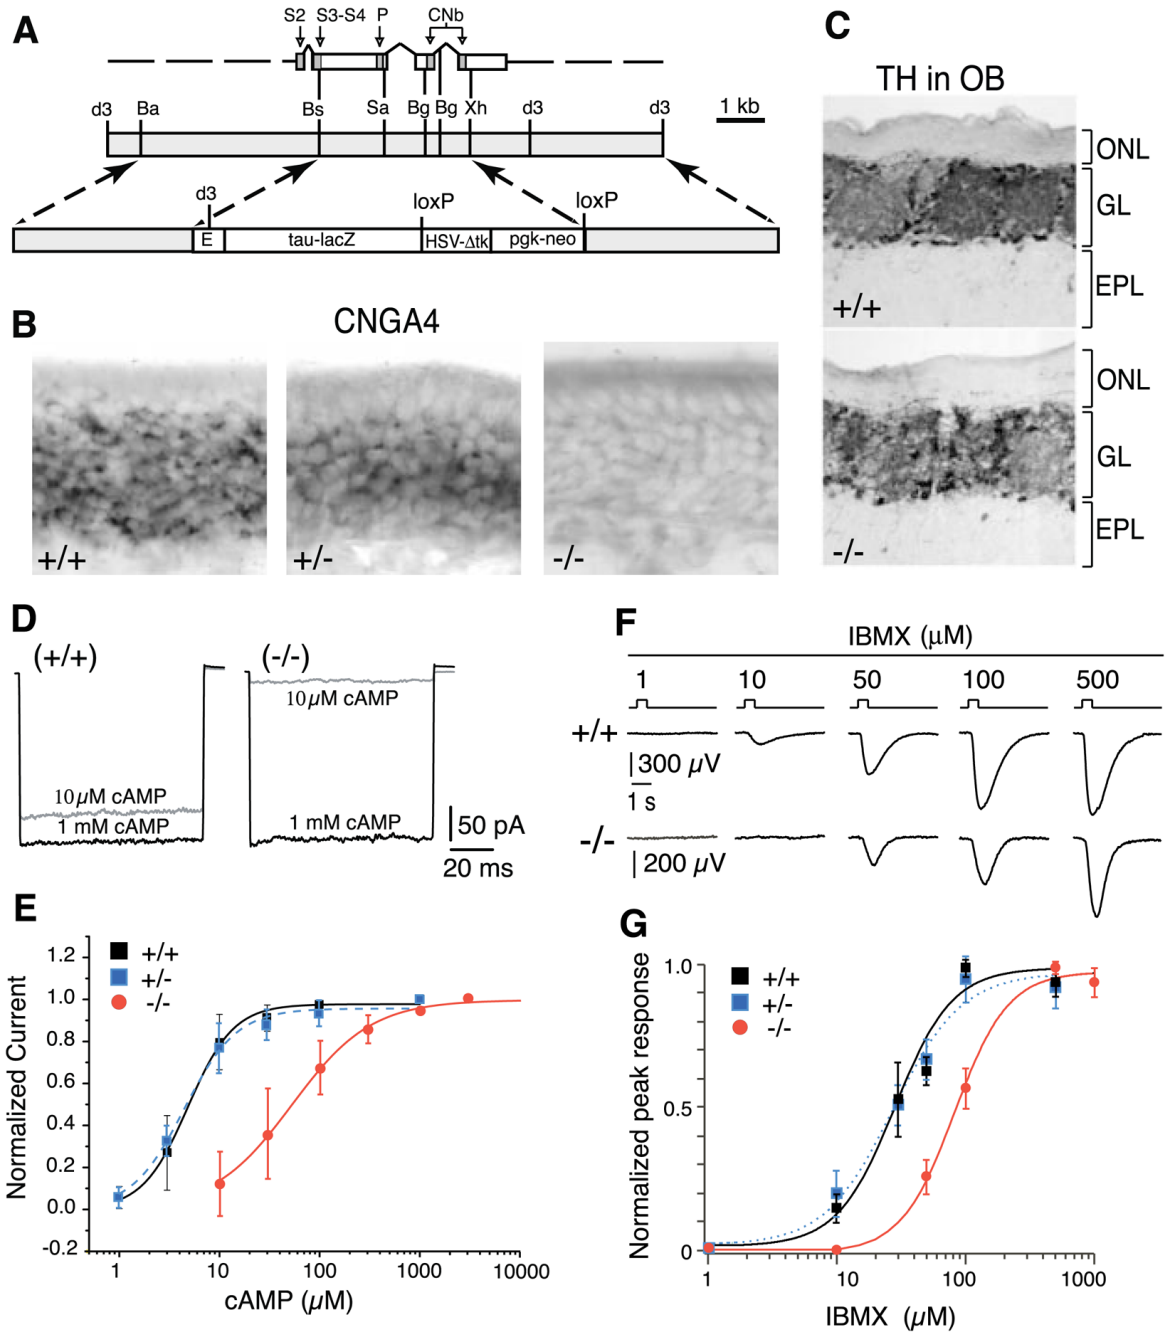 A
S2 S3-S4 P CNb
d3 Ba Bs Sa Bg Bg Xh d3 d3
1 kb
d3 loxP loxP
E tau-lacZ HSV-Δtk pgk-neo
B
CNGA4
+/+ +/- -/-
C
TH in OB
ONL
GL
EPL
+/+
ONL
GL
EPL
-/-
D
(+/+) (-/-)
10 µM cAMP
1 mM cAMP
10 µM cAMP
1 mM cAMP
50 pA
20 ms
E
Normalized Current
1.2
1.0
0.8
0.6
0.4
0.2
0.0
-0.2
+/+
+/-
-/-
1 10 100 1000 10000
cAMP (µM)
F
IBMX (µM)
1 10 50 100 500
+/+
300 µV
1 s
-/-
200 µV
G
Normalized peak response
1.0
0.5
0
+/+
+/-
-/-
1 10 100 1000
IBMX (µM)